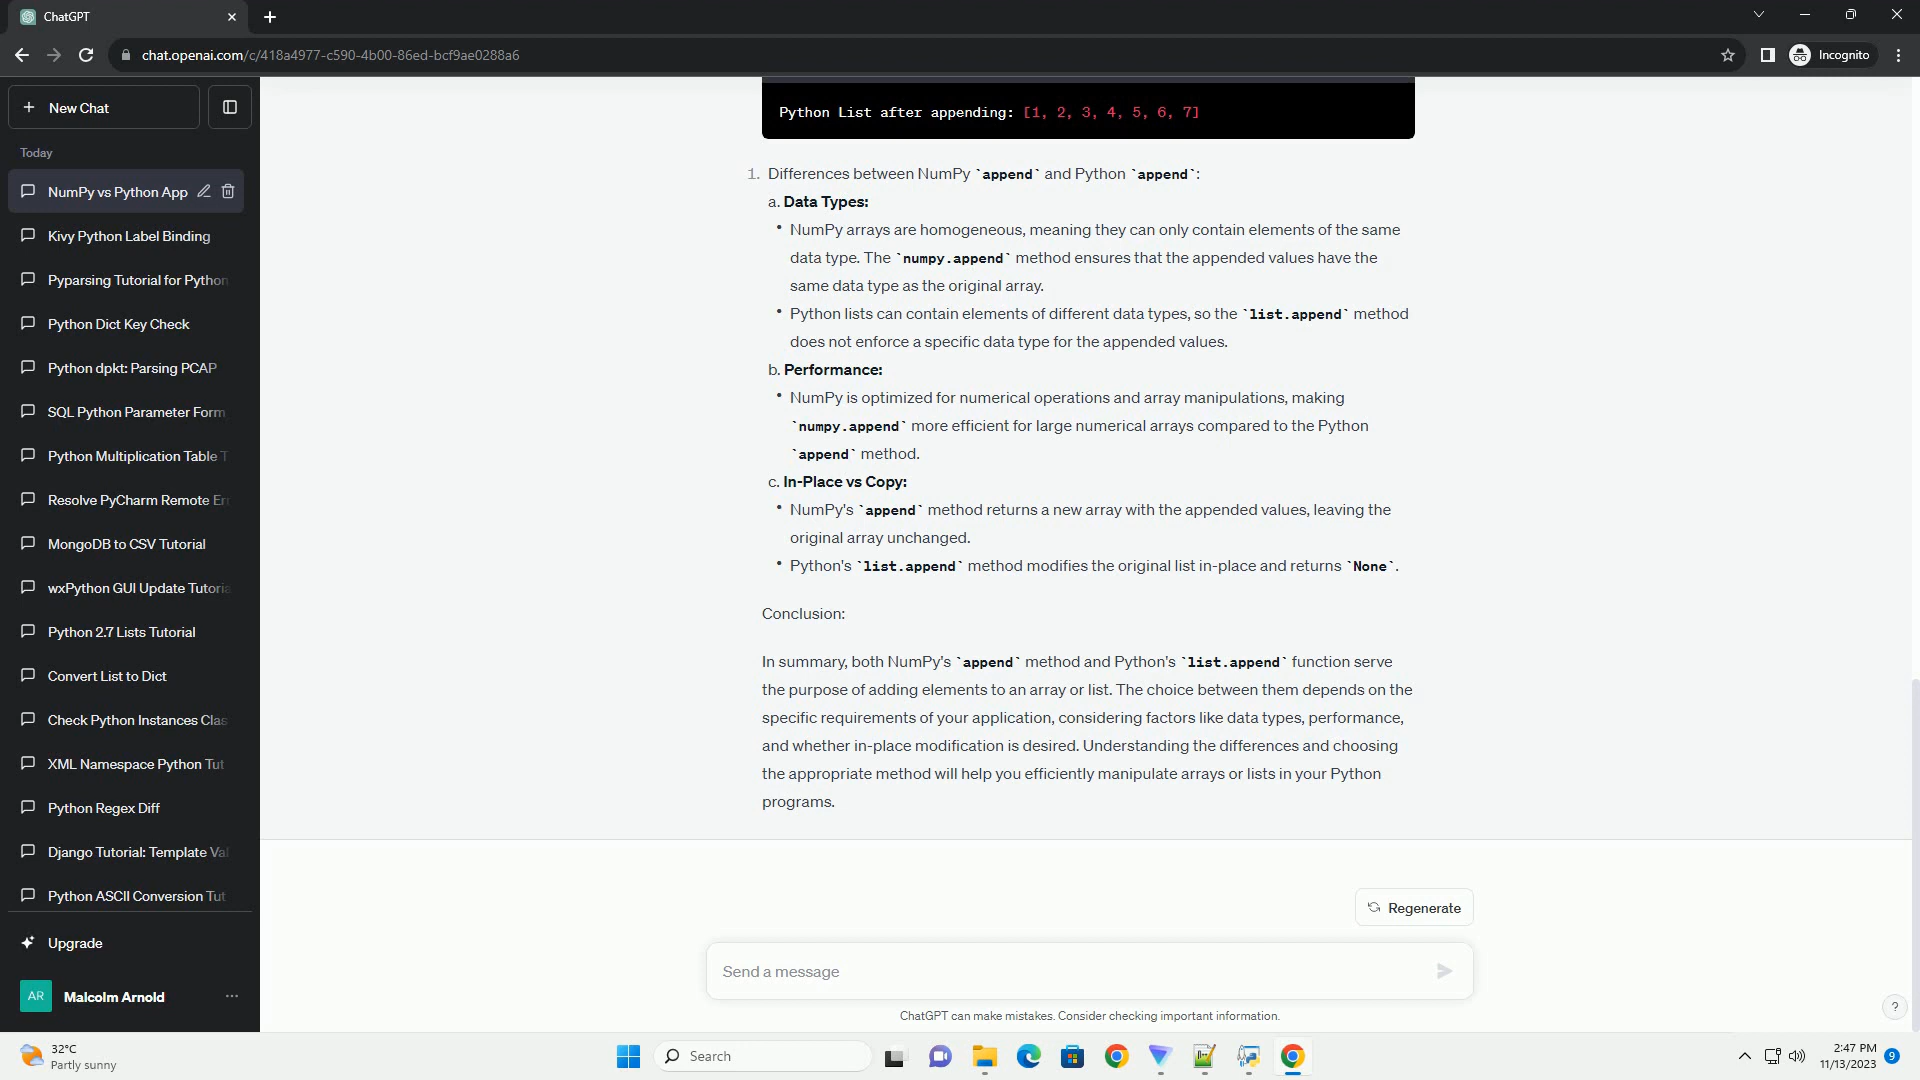 ChatGPT
chat.openai.com/c/418a4977-c590-4b00-86ed-bcf9ae0288a6
Incognito
New Chat
Today
NumPy vs Python App
Kivy Python Label Binding
Pyparsing Tutorial for Python
Python Dict Key Check
Python dpkt: Parsing PCAP
SQL Python Parameter Form
Python Multiplication Table T
Resolve PyCharm Remote Err
MongoDB to CSV Tutorial
wxPython GUI Update Tutoria
Python 2.7 Lists Tutorial
Convert List to Dict
Check Python Instances Clas
XML Namespace Python Tut
Python Regex Diff
Django Tutorial: Template Val
Python ASCII Conversion Tut
Upgrade
AR
Malcolm Arnold
Python List after appending: [1, 2, 3, 4, 5, 6, 7]
1. Differences between NumPy `append` and Python `append`:
a. Data Types:
• NumPy arrays are homogeneous, meaning they can only contain elements of the same
data type. The `numpy.append` method ensures that the appended values have the
same data type as the original array.
• Python lists can contain elements of different data types, so the `list.append` method
does not enforce a specific data type for the appended values.
b. Performance:
• NumPy is optimized for numerical operations and array manipulations, making
`numpy.append` more efficient for large numerical arrays compared to the Python
`append` method.
c. In-Place vs Copy:
• NumPy's `append` method returns a new array with the appended values, leaving the
original array unchanged.
• Python's `list.append` method modifies the original list in-place and returns `None`.
Conclusion:
In summary, both NumPy's `append` method and Python's `list.append` function serve
the purpose of adding elements to an array or list. The choice between them depends on the
specific requirements of your application, considering factors like data types, performance,
and whether in-place modification is desired. Understanding the differences and choosing
the appropriate method will help you efficiently manipulate arrays or lists in your Python
programs.
Regenerate
Send a message
ChatGPT can make mistakes. Consider checking important information.
?
32°C
Partly sunny
Search
2:47 PM
11/13/2023
9